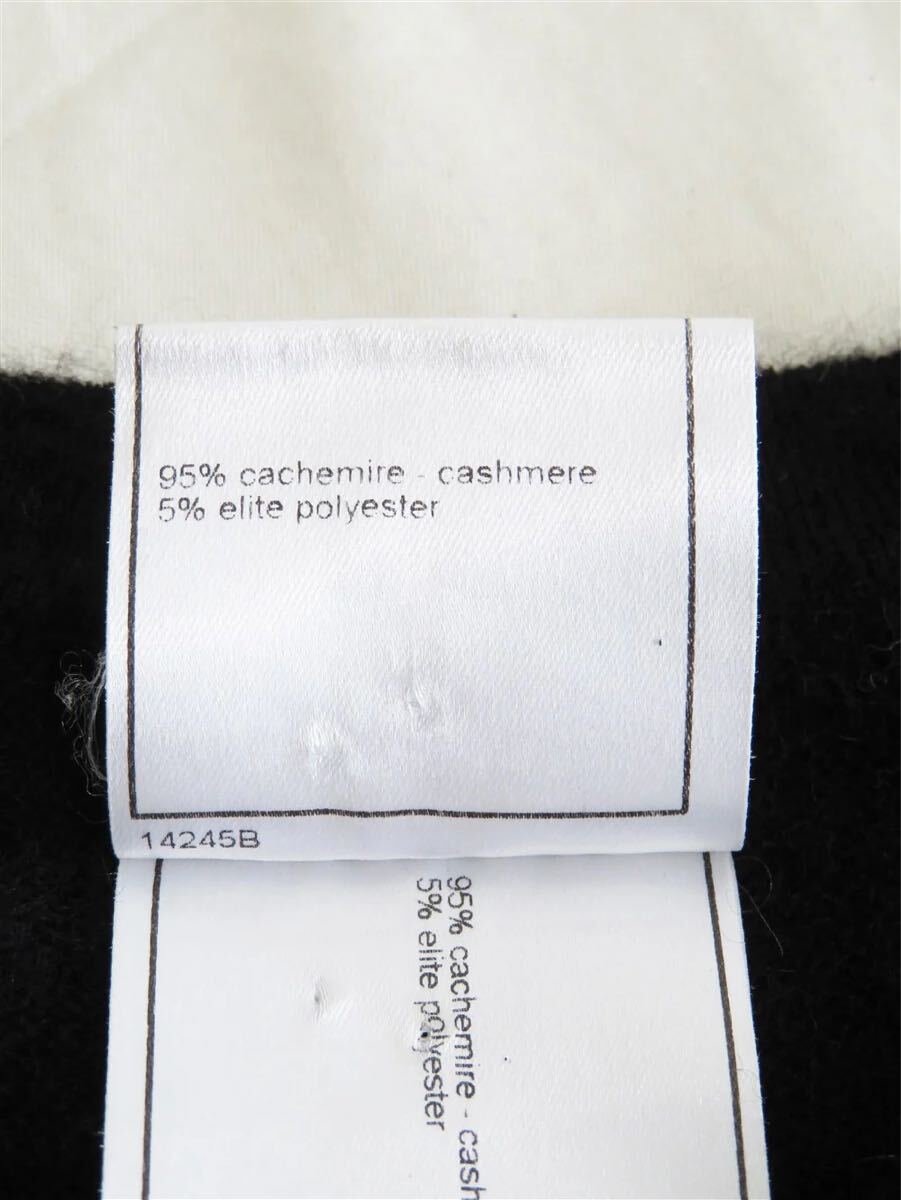 95% cachemire - cashmere
5% elite polyester
14245B
95% cachemire - cash
5% elite polyester